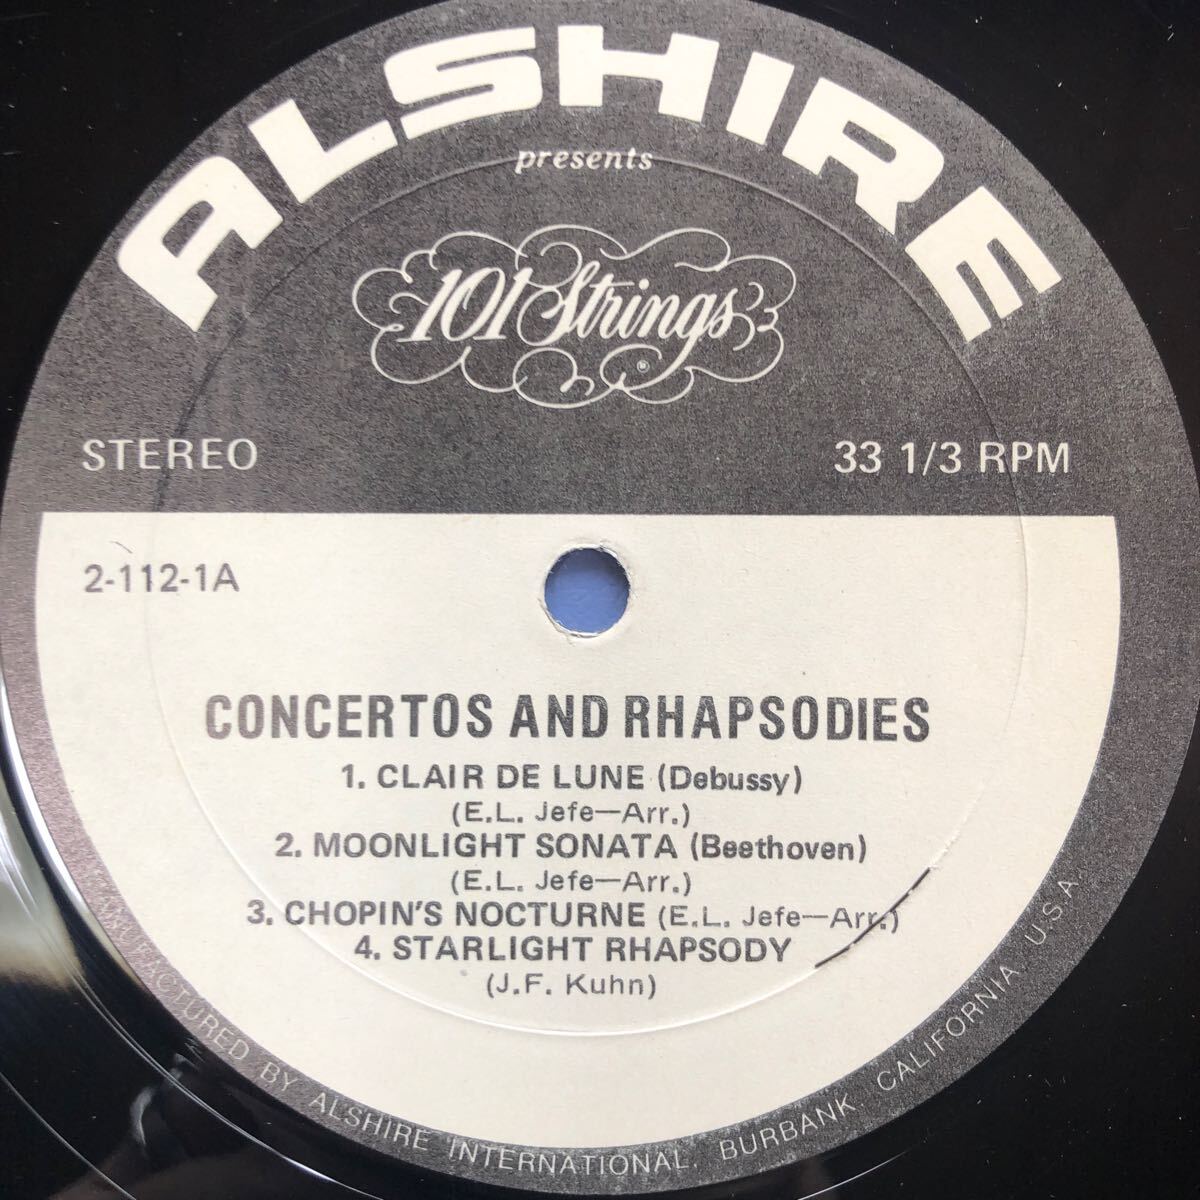 ALSHIRE
presents
101 Strings ®
STEREO
33 1/3 RPM
2-112-1A
CONCERTOS AND RHAPSODIES
1. CLAIR DE LUNE (Debussy)
(E.L. Jefe—Arr.)
2. MOONLIGHT SONATA (Beethoven)
(E.L. Jefe—Arr.)
3. CHOPIN'S NOCTURNE (E.L. Jefe—Arr.)
4. STARLIGHT RHAPSODY
(J.F. Kuhn)
MANUFACTURED BY ALSHIRE INTERNATIONAL, BURBANK CALIFORNIA U.S.A.